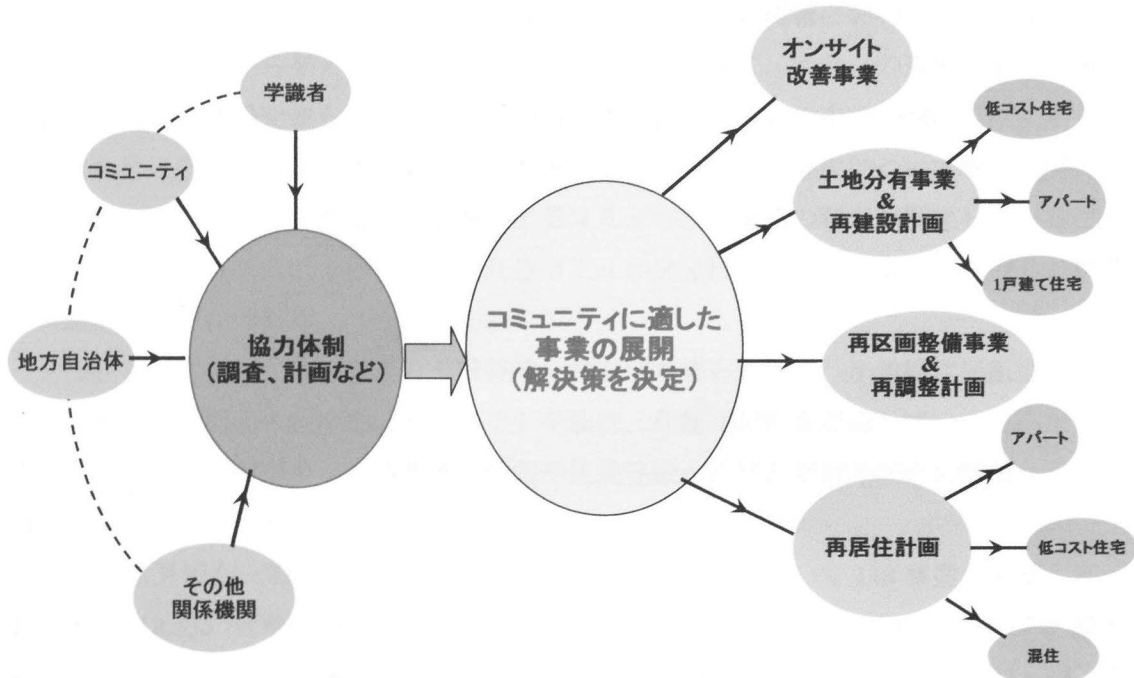 学識者
コミュニティ
地方自治体
その他
関係機関
協力体制
（調査、計画など）
コミュニティに適した
事業の展開
（解決策を決定）
オンサイト
改善事業
土地分有事業
&
再建設計画
低コスト住宅
アパート
1戸建て住宅
再区画整備事業
&
再調整計画
再居住計画
アパート
低コスト住宅
混住